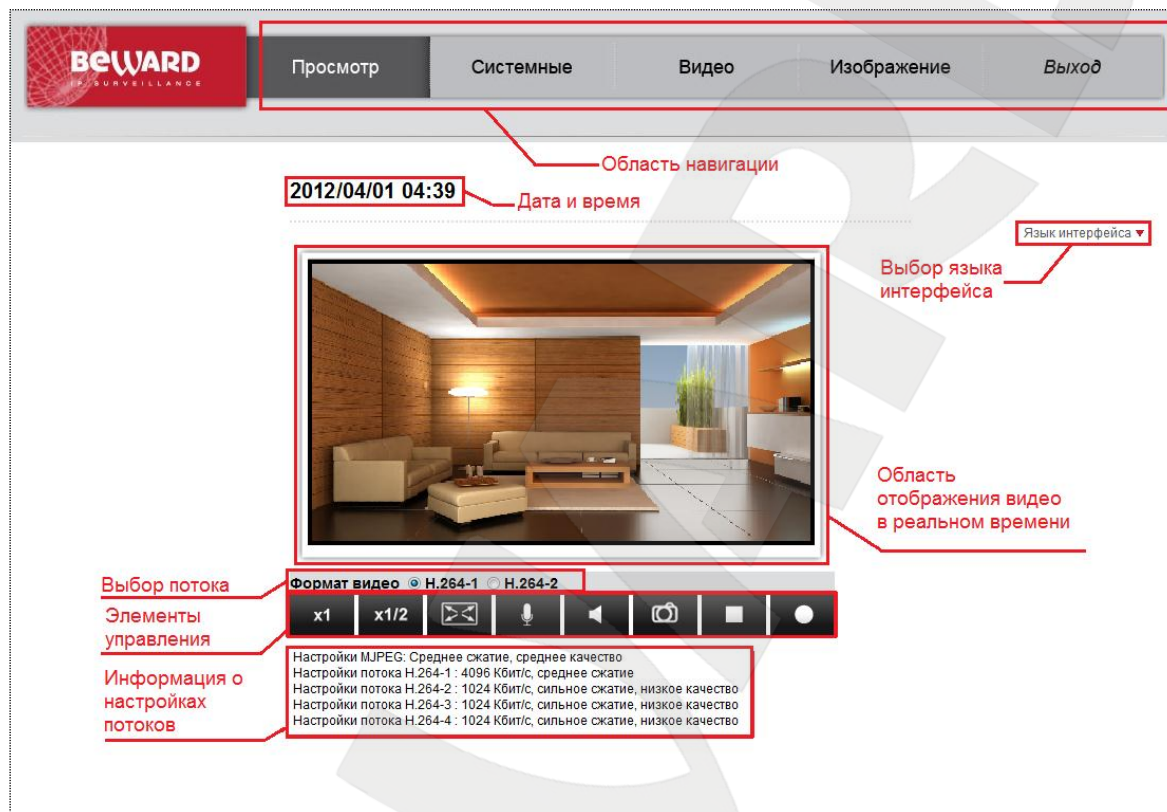 BEWARD
IP SURVEILLANCE
Просмотр
Системные
Видео
Изображение
Выход
Область навигации
2012/04/01 04:39
Дата и время
Язык интерфейса
Выбор языка
интерфейса
Область
отображения видео
в реальном времени
Выбор потока
Формат видео H.264-1 H.264-2
Элементы
управления
x1
x1/2
Информация о
настройках
потоков
Настройки MJPEG: Среднее сжатие, среднее качество
Настройки потока H.264-1 : 4096 Кбит/с, среднее сжатие
Настройки потока H.264-2 : 1024 Кбит/с, сильное сжатие, низкое качество
Настройки потока H.264-3 : 1024 Кбит/с, сильное сжатие, низкое качество
Настройки потока H.264-4 : 1024 Кбит/с, сильное сжатие, низкое качество